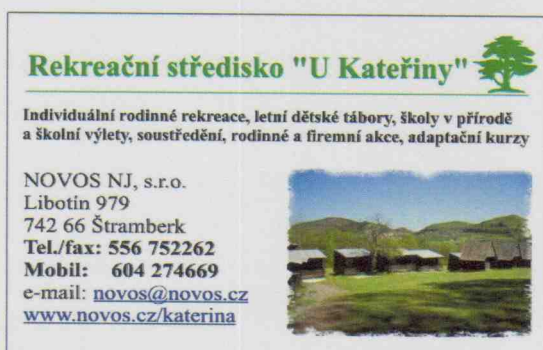 Rekreační středisko "U Kateřiny"
Individuální rodinné rekreace, letní dětské tábory, školy v přírodě
a školní výlety, soustředění, rodinné a firemní akce, adaptační kurzy
NOVOS NJ, s.r.o.
Libotín 979
742 66 Štramberk
Tel./fax: 556 752262
Mobil: 604 274669
e-mail: novos@novos.cz
www.novos.cz/katerina